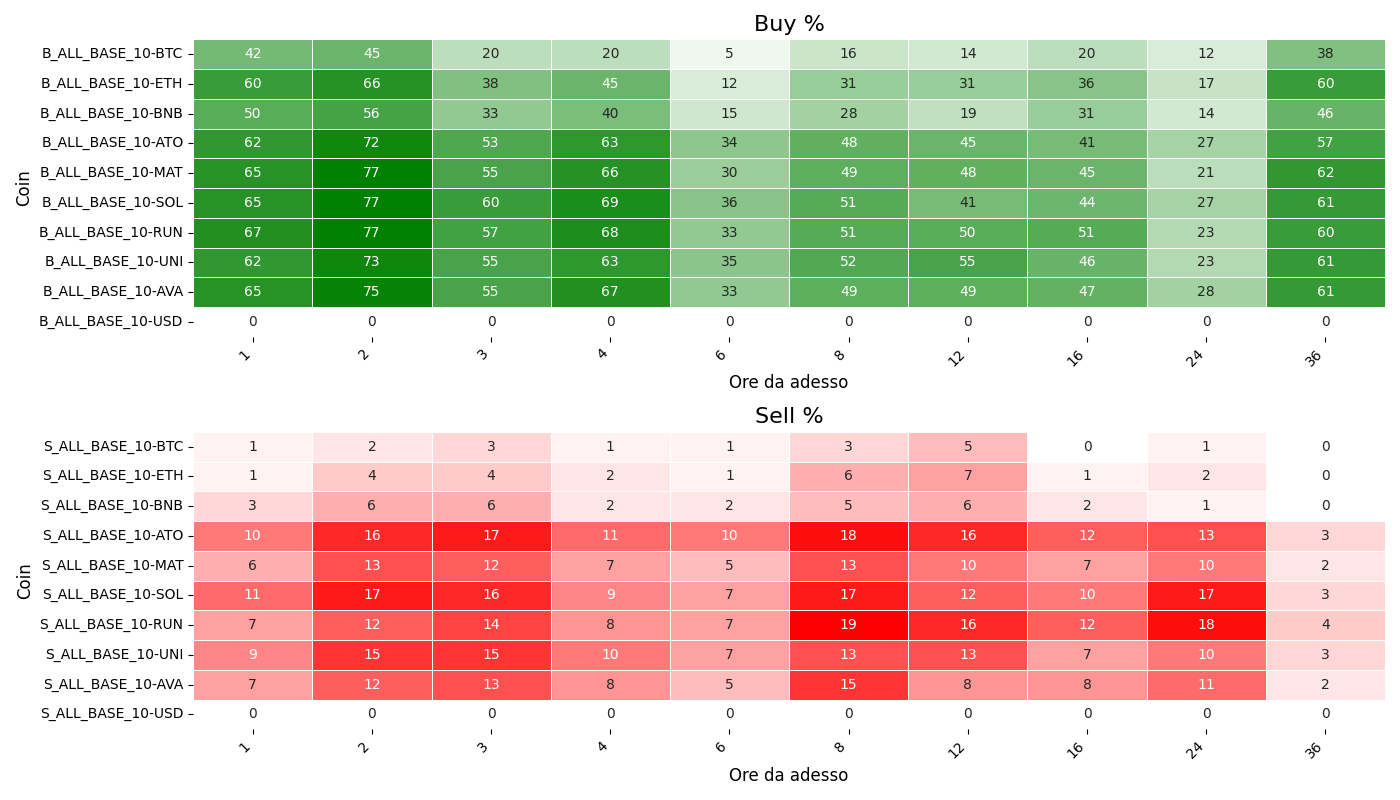 Buy %
Coin
B_ALL_BASE_10-BTC 42 45 20 20 5 16 14 20 12 38
B_ALL_BASE_10-ETH 60 66 38 45 12 31 31 36 17 60
B_ALL_BASE_10-BNB 50 56 33 40 15 28 19 31 14 46
B_ALL_BASE_10-ATO 62 72 53 63 34 48 45 41 27 57
B_ALL_BASE_10-MAT 65 77 55 66 30 49 48 45 21 62
B_ALL_BASE_10-SOL 65 77 60 69 36 51 41 44 27 61
B_ALL_BASE_10-RUN 67 77 57 68 33 51 50 51 23 60
B_ALL_BASE_10-UNI 62 73 55 63 35 52 55 46 23 61
B_ALL_BASE_10-AVA 65 75 55 67 33 49 49 47 28 61
B_ALL_BASE_10-USD 0 0 0 0 0 0 0 0 0 0
1 2 3 4 6 8 12 16 24 36
Ore da adesso
Sell %
Coin
S_ALL_BASE_10-BTC 1 2 3 1 1 3 5 0 1 0
S_ALL_BASE_10-ETH 1 4 4 2 1 6 7 1 2 0
S_ALL_BASE_10-BNB 3 6 6 2 2 5 6 2 1 0
S_ALL_BASE_10-ATO 10 16 17 11 10 18 16 12 13 3
S_ALL_BASE_10-MAT 6 13 12 7 5 13 10 7 10 2
S_ALL_BASE_10-SOL 11 17 16 9 7 17 12 10 17 3
S_ALL_BASE_10-RUN 7 12 14 8 7 19 16 12 18 4
S_ALL_BASE_10-UNI 9 15 15 10 7 13 13 7 10 3
S_ALL_BASE_10-AVA 7 12 13 8 5 15 8 8 11 2
S_ALL_BASE_10-USD 0 0 0 0 0 0 0 0 0 0
1 2 3 4 6 8 12 16 24 36
Ore da adesso